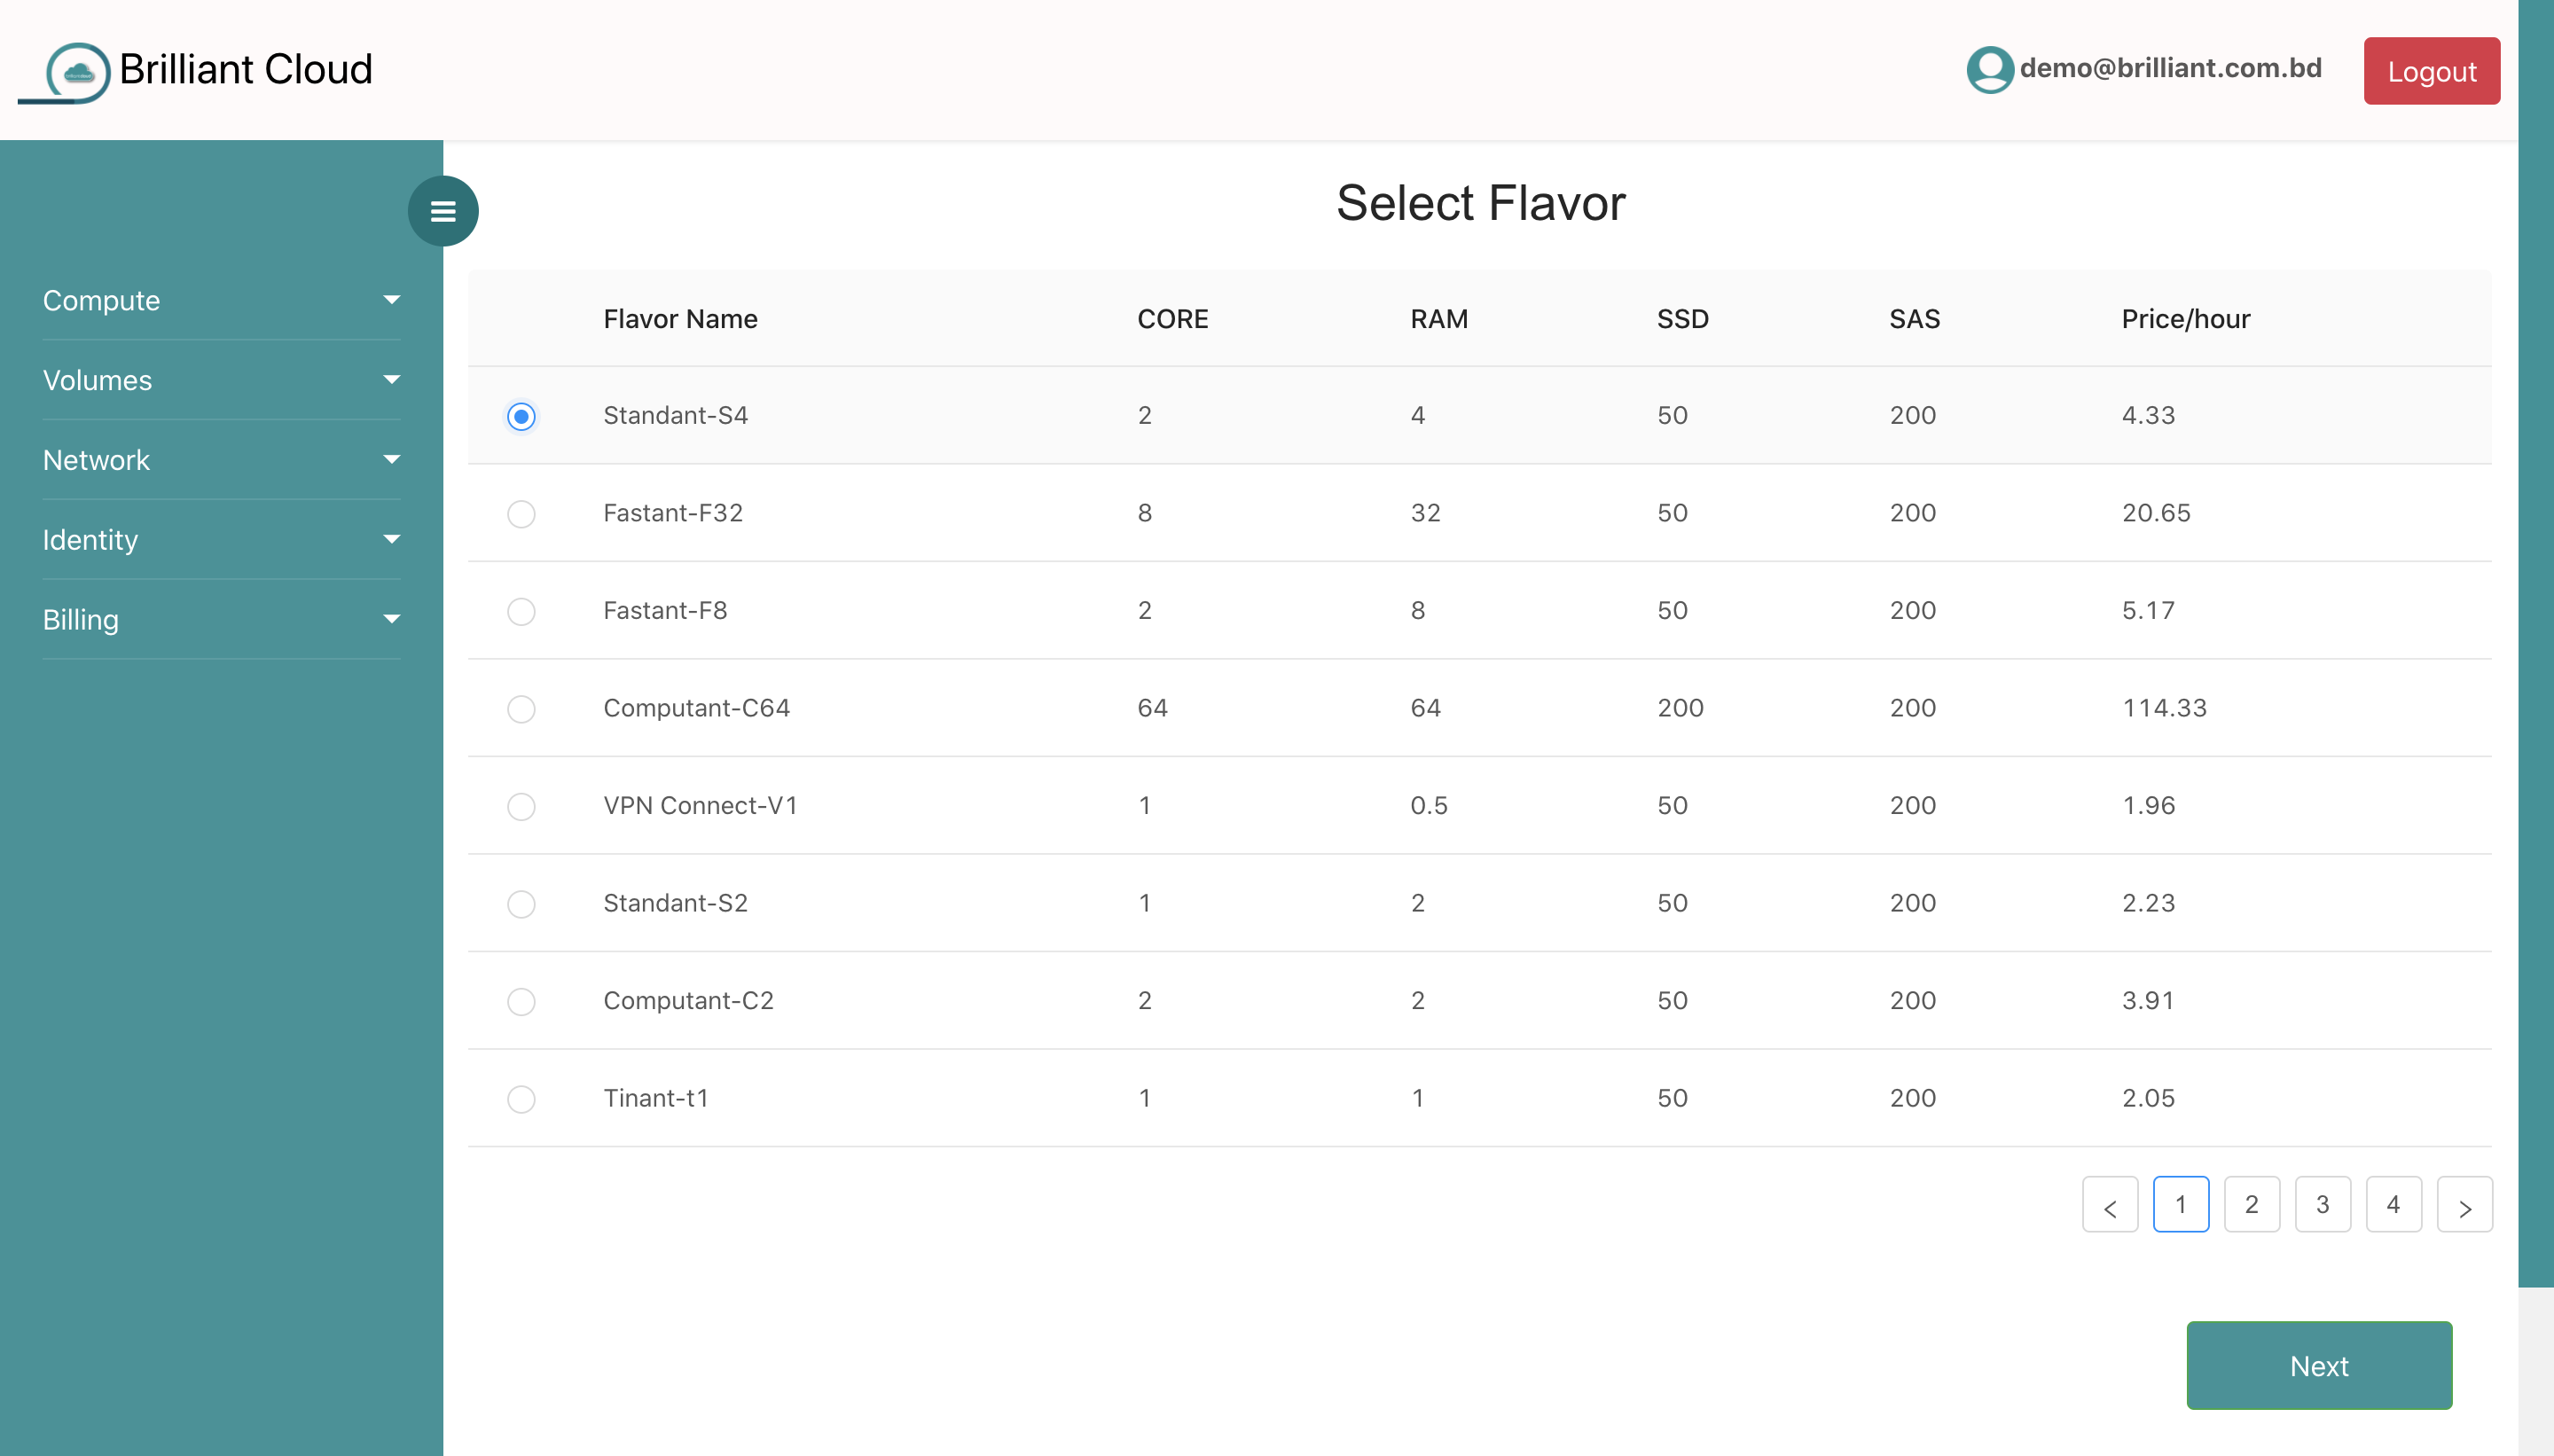 Brilliant Cloud
demo@brilliant.com.bd
Logout
Compute
Volumes
Network
Identity
Billing
Select Flavor
Flavor Name CORE RAM SSD SAS Price/hour
Standant-S4 2 4 50 200 4.33
Fastant-F32 8 32 50 200 20.65
Fastant-F8 2 8 50 200 5.17
Computant-C64 64 64 200 200 114.33
VPN Connect-V1 1 0.5 50 200 1.96
Standant-S2 1 2 50 200 2.23
Computant-C2 2 2 50 200 3.91
Tinant-t1 1 1 50 200 2.05
< 1 2 3 4 >
Next